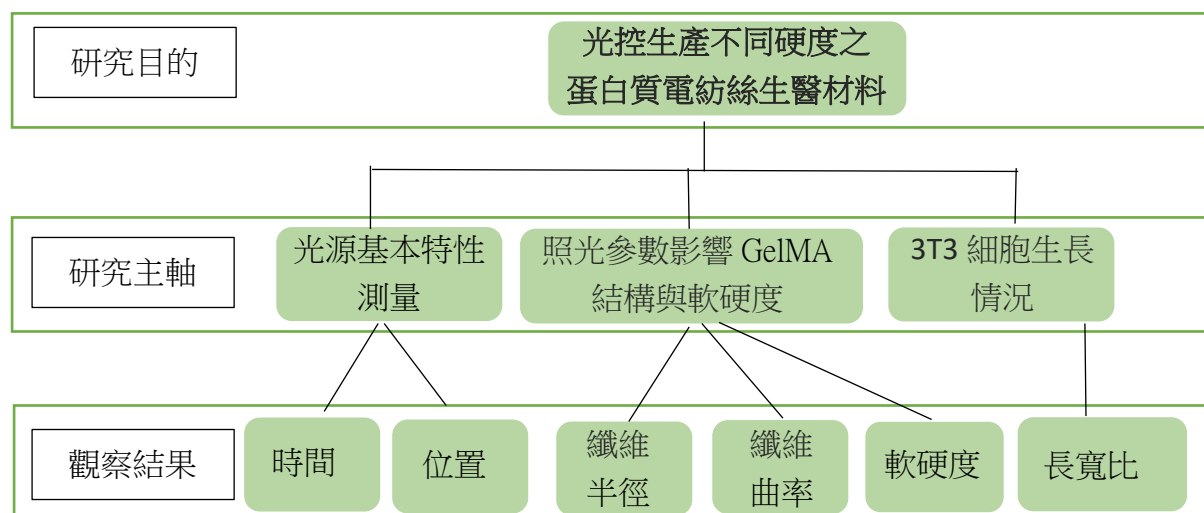 研究目的
光控生產不同硬度之
蛋白質電紡絲生醫材料
研究主軸
光源基本特性
測量
照光參數影響 GelMA
結構與軟硬度
3T3 細胞生長
情況
觀察結果
時間
位置
纖維
半徑
纖維
曲率
軟硬度
長寬比